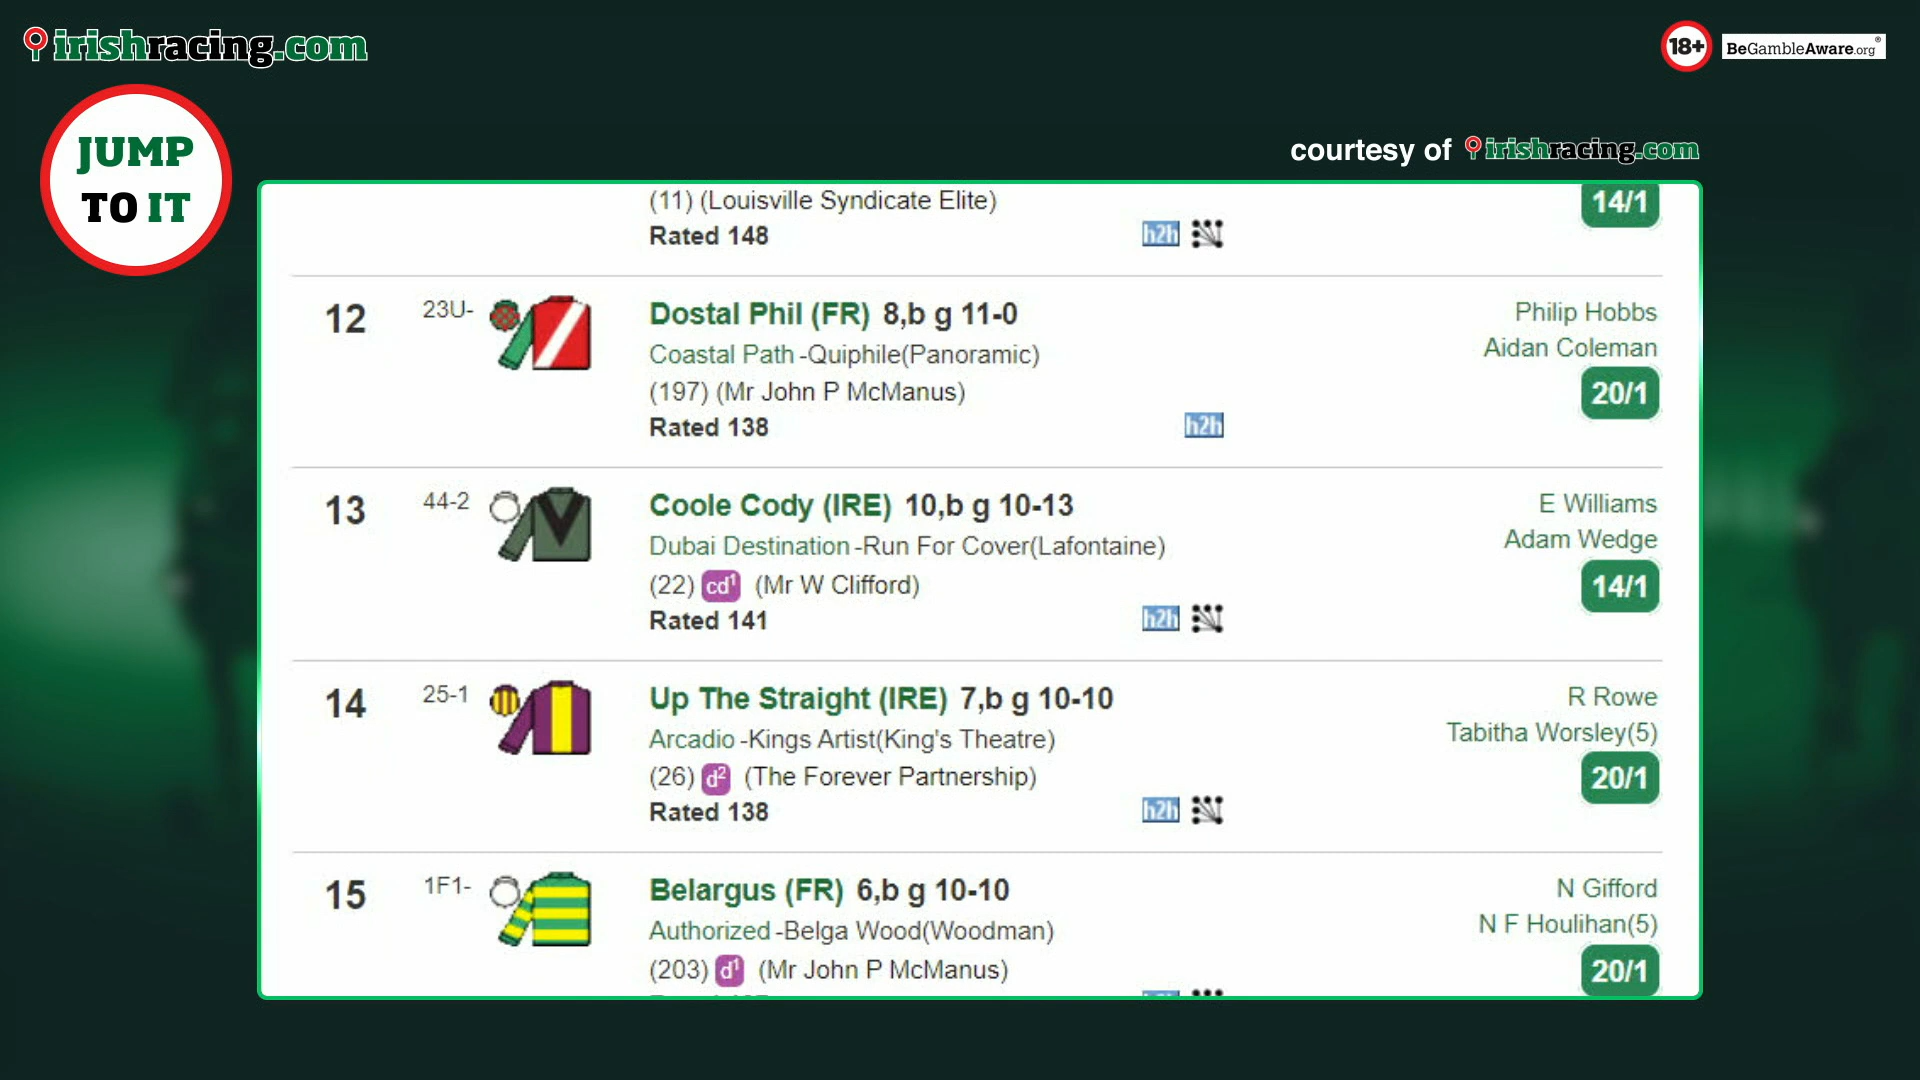 irishracing.com
18+ BeGambleAware.org®
JUMP
TO IT
courtesy of irishracing.com
(11) (Louisville Syndicate Elite)
14/1
Rated 148
h2h
12
23U-
Dostal Phil (FR) 8,b g 11-0
Philip Hobbs
Coastal Path -Quiphile(Panoramic)
Aidan Coleman
(197) (Mr John P McManus)
20/1
Rated 138
h2h
13
44-2
Coole Cody (IRE) 10,b g 10-13
E Williams
Dubai Destination -Run For Cover(Lafontaine)
Adam Wedge
(22) cd1 (Mr W Clifford)
14/1
Rated 141
h2h
14
25-1
Up The Straight (IRE) 7,b g 10-10
R Rowe
Arcadio -Kings Artist(King's Theatre)
Tabitha Worsley(5)
(26) d2 (The Forever Partnership)
20/1
Rated 138
h2h
15
1F1-
Belargus (FR) 6,b g 10-10
N Gifford
Authorized -Belga Wood(Woodman)
N F Houlihan(5)
(203) d1 (Mr John P McManus)
20/1